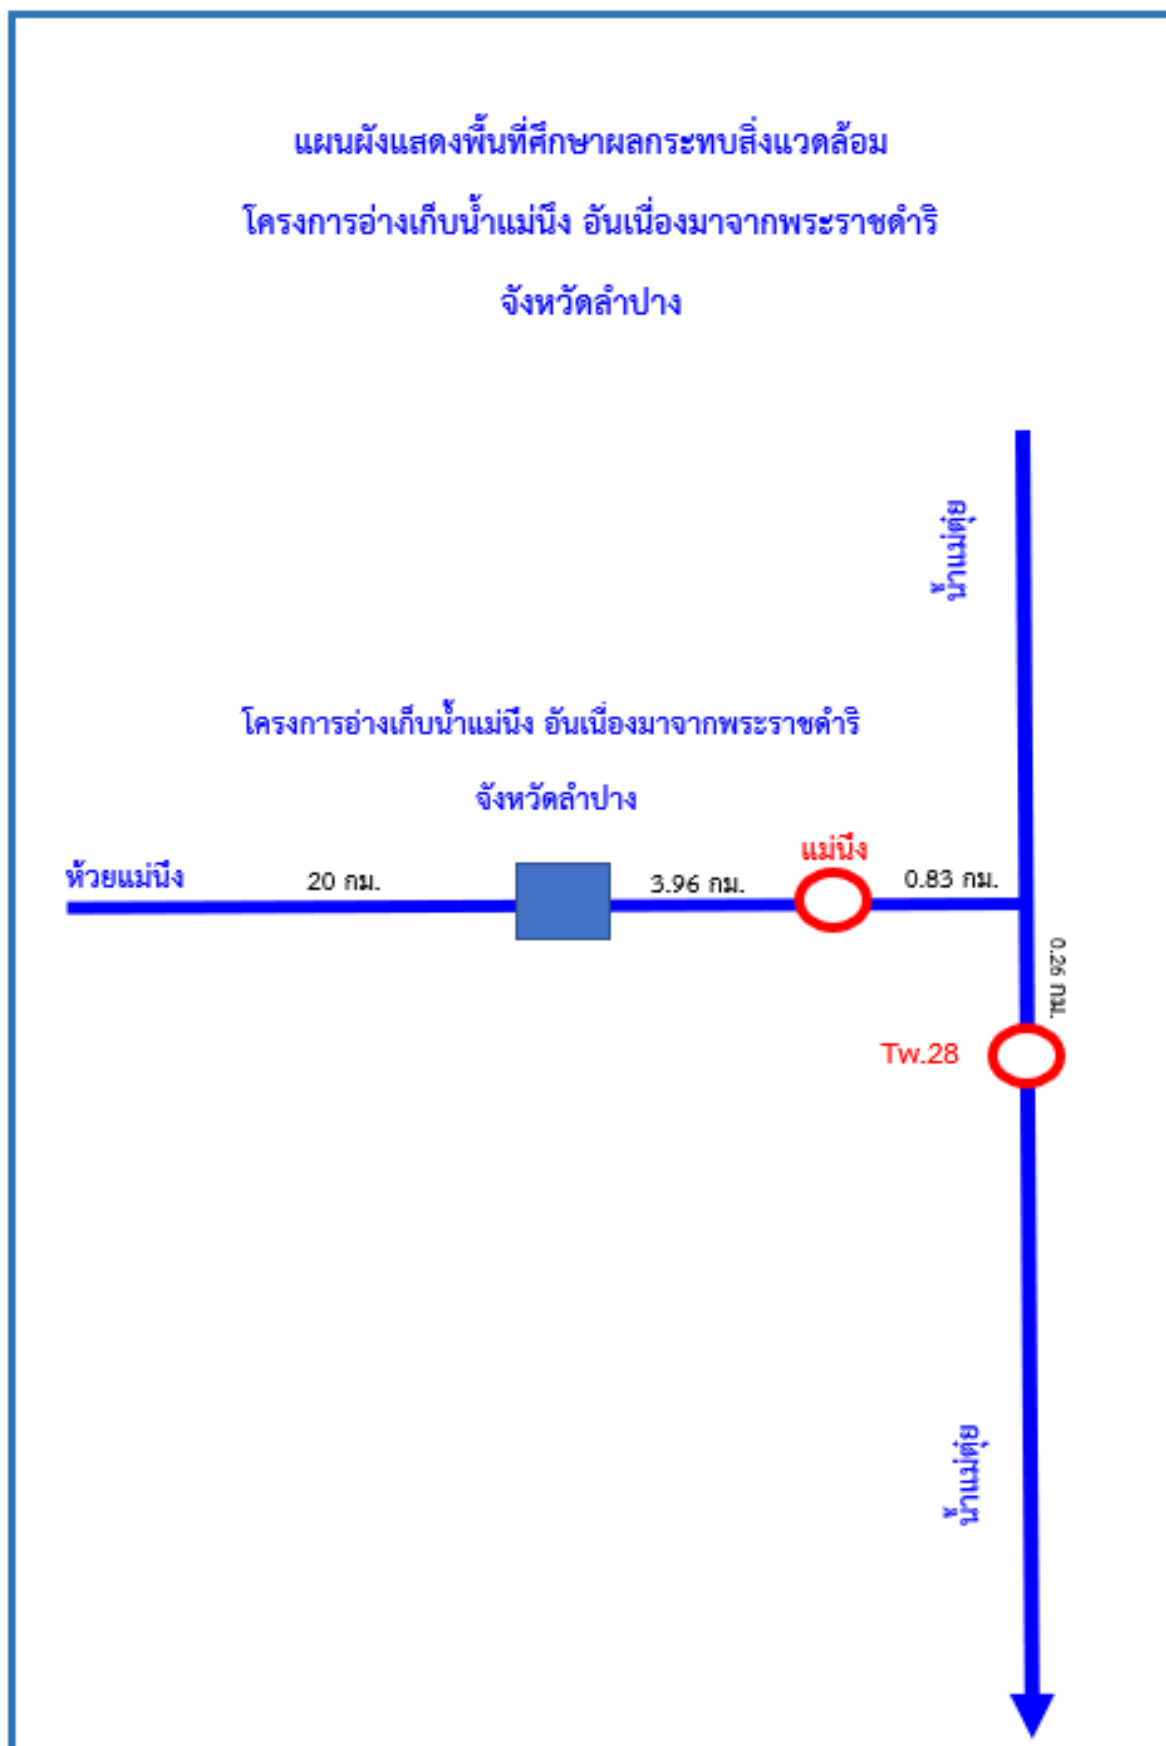 แผนผังแสดงพื้นที่ศึกษาผลกระทบสิ่งแวดล้อม
โครงการอ่างเก็บน้ำแม่นึง อันเนื่องมาจากพระราชดำริ
จังหวัดลำปาง
น้ำแม่ตุ๋ย
โครงการอ่างเก็บน้ำแม่นึง อันเนื่องมาจากพระราชดำริ
จังหวัดลำปาง
ห้วยแม่นึง
20 กม.
3.96 กม.
แม่นึง
0.83 กม.
0.26 กม.
Tw.28
น้ำแม่ตุ๋ย